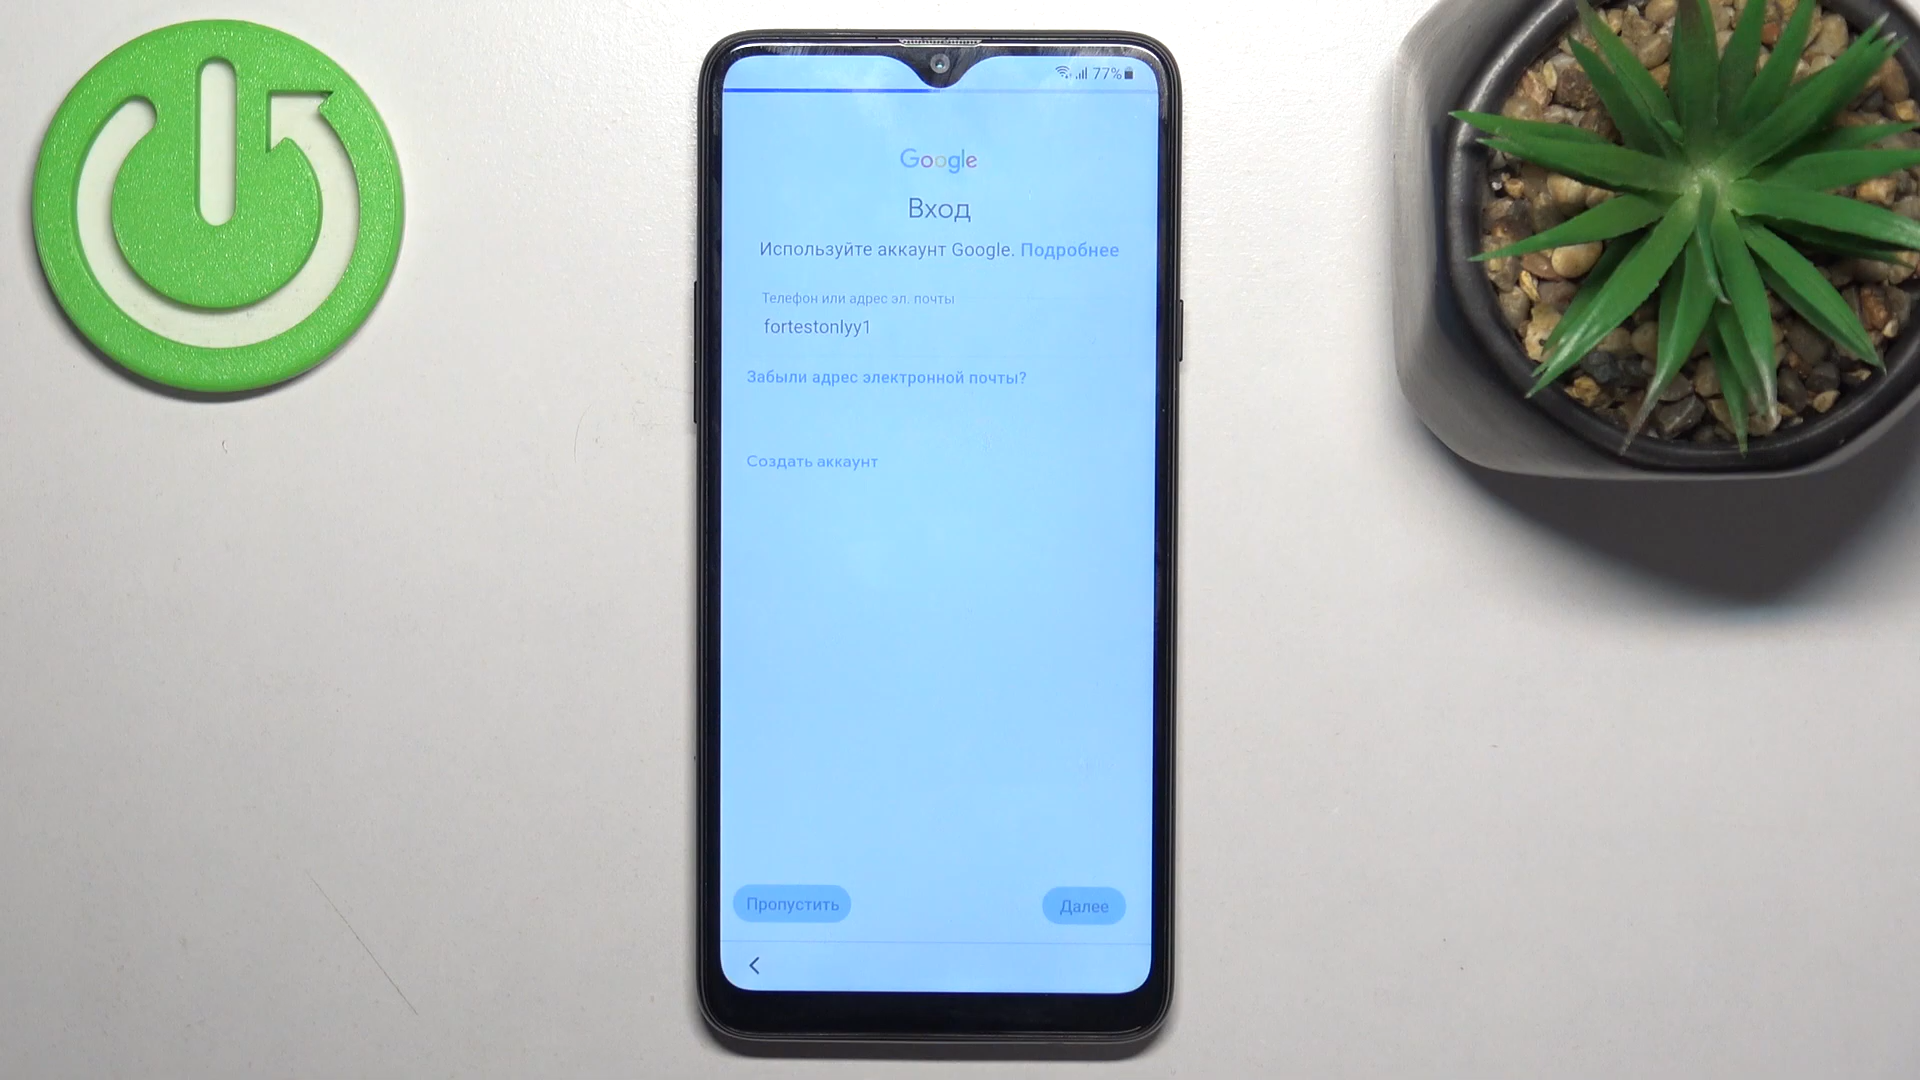 77%
Google
Вход
Используйте аккаунт Google. Подробнее
Телефон или адрес эл. почты
fortestonlyy1
Забыли адрес электронной почты?
Создать аккаунт
Пропустить
Далее